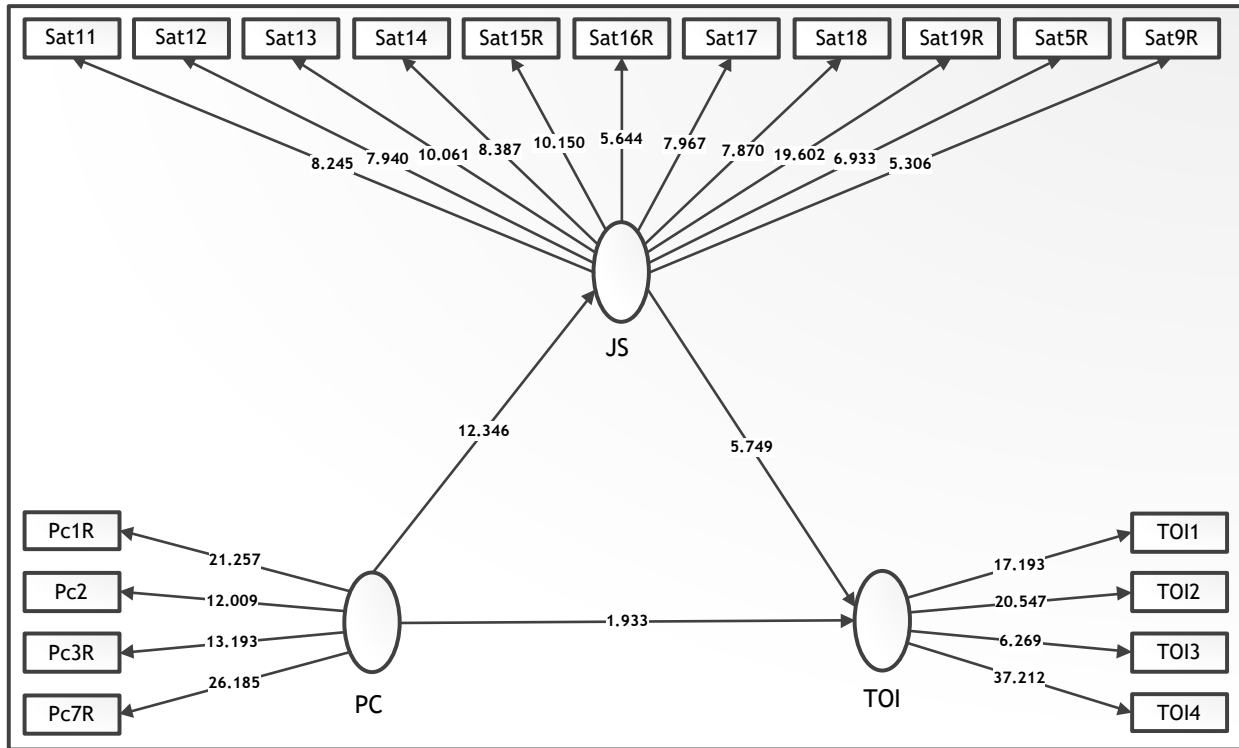 Sat11 Sat12 Sat13 Sat14 Sat15R Sat16R Sat17 Sat18 Sat19R Sat5R Sat9R
8.245 7.940 10.061 8.387 10.150 5.644 7.967 7.870 19.602 6.933 5.306
JS
12.346 5.749
Pc1R
Pc2
Pc3R
Pc7R
21.257
12.009
13.193
26.185
PC
1.933
TOI
17.193
20.547
6.269
37.212
TOI1
TOI2
TOI3
TOI4